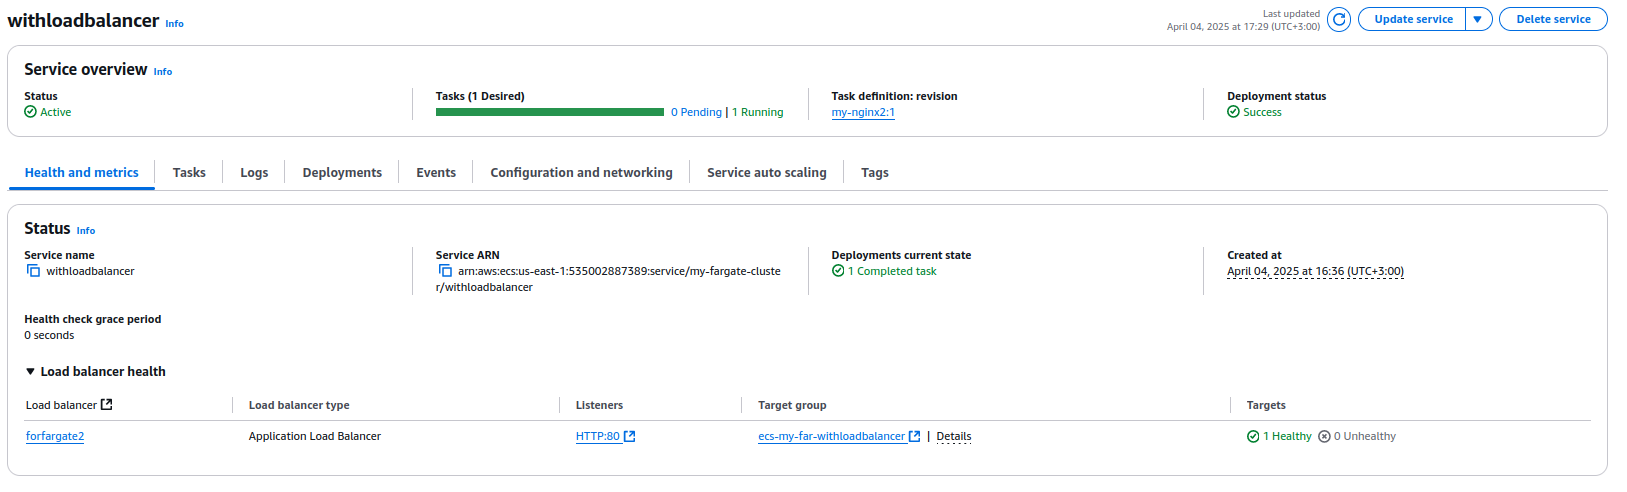 withloadbalancer Info
Last updated
April 04, 2025 at 17:29 (UTC+3:00)
Update service
Delete service
Service overview Info
Status
Active
Tasks (1 Desired)
0 Pending | 1 Running
Task definition: revision
my-nginx2:1
Deployment status
Success
Health and metrics
Tasks
Logs
Deployments
Events
Configuration and networking
Service auto scaling
Tags
Status Info
Service name
withloadbalancer
Service ARN
arn:aws:ecs:us-east-1:535002887389:service/my-fargate-cluste
r/withloadbalancer
Deployments current state
1 Completed task
Created at
April 04, 2025 at 16:36 (UTC+3:00)
Health check grace period
0 seconds
Load balancer health
Load balancer
Load balancer type
Listeners
Target group
Targets
forfargate2
Application Load Balancer
HTTP:80
ecs-my-far-withloadbalancer | Details
1 Healthy 0 Unhealthy